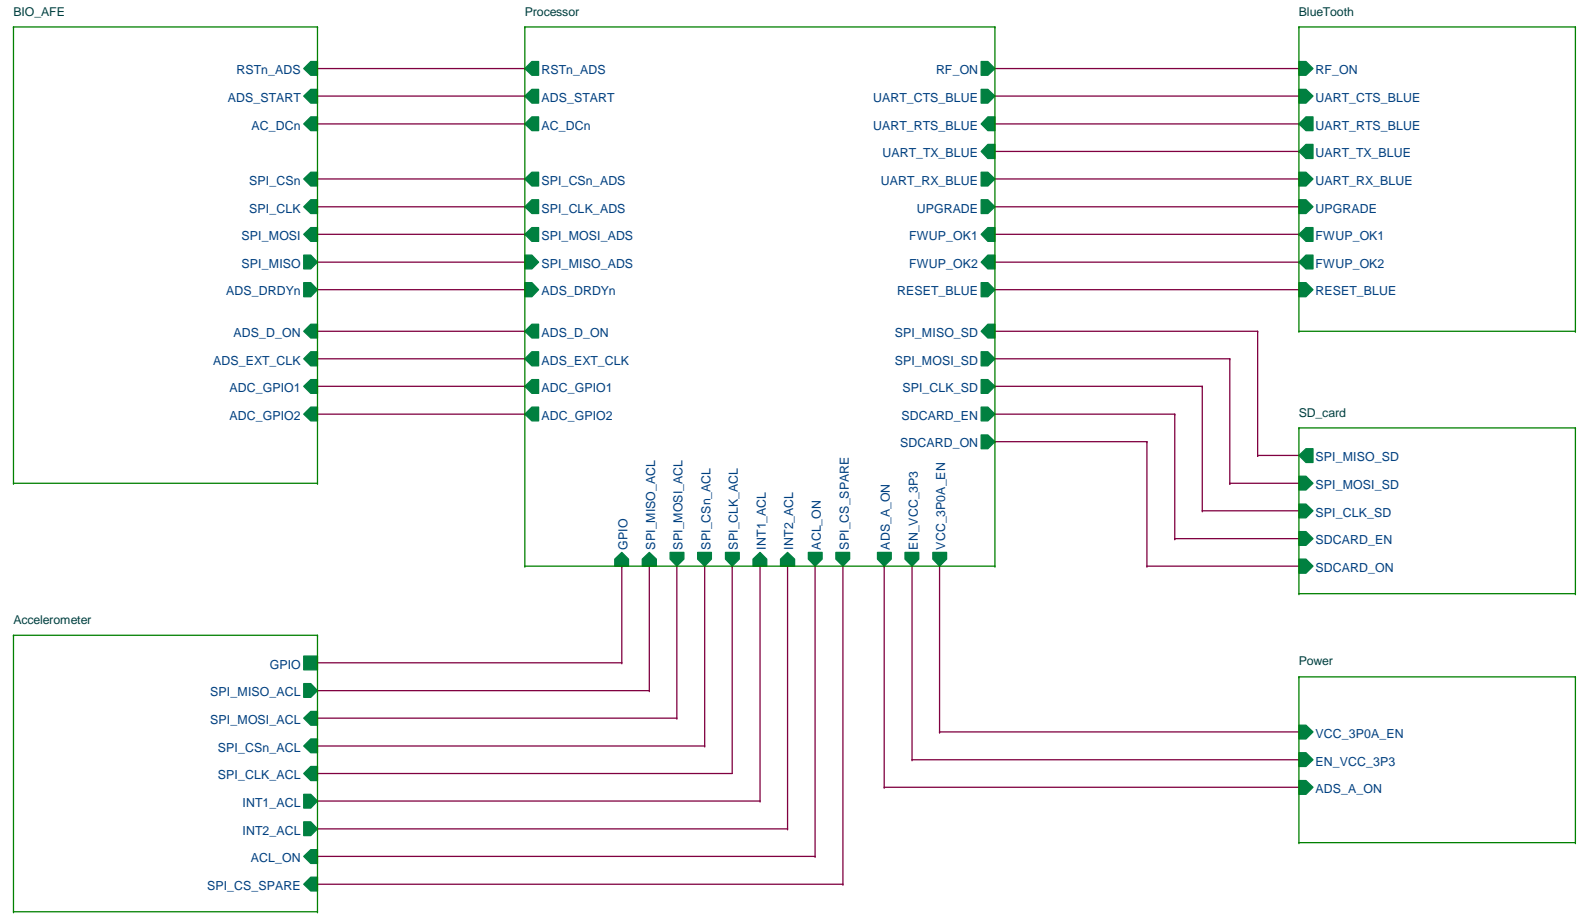 BIO_AFE
RSTn_ADS
ADS_START
AC_DCn
SPI_CSn
SPI_CLK
SPI_MOSI
SPI_MISO
ADS_DRDYn
ADS_D_ON
ADS_EXT_CLK
ADC_GPIO1
ADC_GPIO2
Processor
RSTn_ADS
ADS_START
AC_DCn
SPI_CSn_ADS
SPI_CLK_ADS
SPI_MOSI_ADS
SPI_MISO_ADS
ADS_DRDYn
ADS_D_ON
ADS_EXT_CLK
ADC_GPIO1
ADC_GPIO2
RF_ON
UART_CTS_BLUE
UART_RTS_BLUE
UART_TX_BLUE
UART_RX_BLUE
UPGRADE
FWUP_OK1
FWUP_OK2
RESET_BLUE
SPI_MISO_SD
SPI_MOSI_SD
SPI_CLK_SD
SDCARD_EN
SDCARD_ON
GPIO
SPI_MISO_ACL
SPI_MOSI_ACL
SPI_CSn_ACL
SPI_CLK_ACL
INT1_ACL
INT2_ACL
ACL_ON
SPI_CS_SPARE
ADS_A_ON
EN_VCC_3P3
VCC_3P0A_EN
BlueTooth
RF_ON
UART_CTS_BLUE
UART_RTS_BLUE
UART_TX_BLUE
UART_RX_BLUE
UPGRADE
FWUP_OK1
FWUP_OK2
RESET_BLUE
SD_card
SPI_MISO_SD
SPI_MOSI_SD
SPI_CLK_SD
SDCARD_EN
SDCARD_ON
Accelerometer
GPIO
SPI_MISO_ACL
SPI_MOSI_ACL
SPI_CSn_ACL
SPI_CLK_ACL
INT1_ACL
INT2_ACL
ACL_ON
SPI_CS_SPARE
Power
VCC_3P0A_EN
EN_VCC_3P3
ADS_A_ON